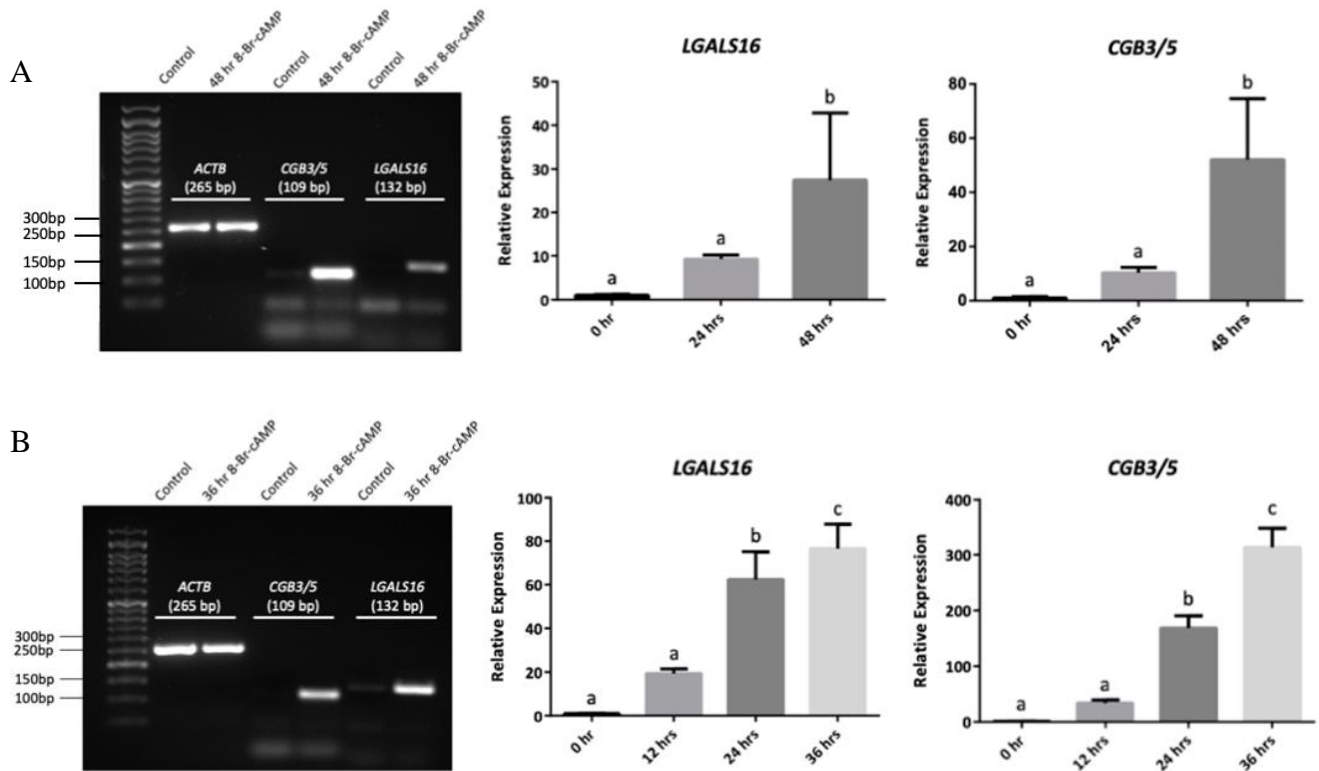 A
Control
48 hr 8-Br-cAMP
Control
48 hr 8-Br-cAMP
Control
48 hr 8-Br-cAMP
ACTB
(265 bp)
CGB3/5
(109 bp)
LGALS16
(132 bp)
300bp
250bp
150bp
100bp
LGALS16
Relative Expression
50
40
30
20
10
0
a
a
b
0 hr
24 hrs
48 hrs
CGB3/5
Relative Expression
80
60
40
20
0
a
a
b
0 hr
24 hrs
48 hrs
B
Control
36 hr 8-Br-cAMP
Control
36 hr 8-Br-cAMP
Control
36 hr 8-Br-cAMP
ACTB
(265 bp)
CGB3/5
(109 bp)
LGALS16
(132 bp)
300bp
250bp
150bp
100bp
LGALS16
Relative Expression
100
80
60
40
20
0
a
a
b
c
0 hr
12 hrs
24 hrs
36 hrs
CGB3/5
Relative Expression
400
300
200
100
0
a
a
b
c
0 hr
12 hrs
24 hrs
36 hrs